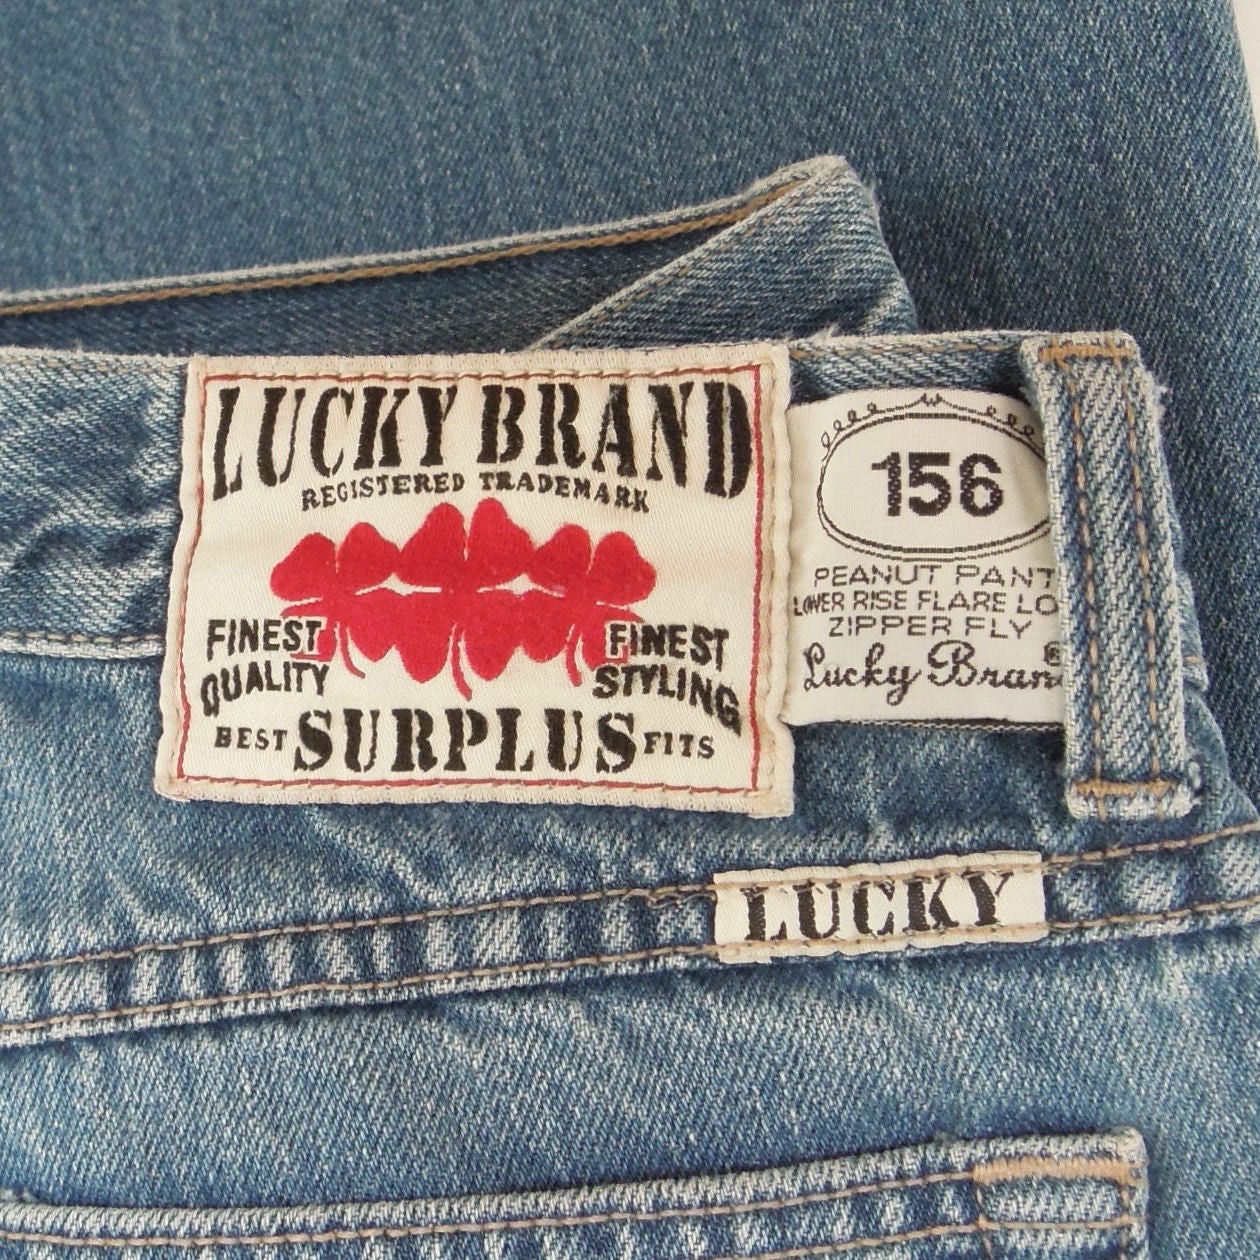 LUCKY BRAND
REGISTERED TRADEMARK
FINEST FINEST
QUALITY STYLING
BEST SURPLUS FITS
156
PEANUT PANT
LOWER RISE FLARE LO
ZIPPER FLY
Lucky Bran®
LUCKY